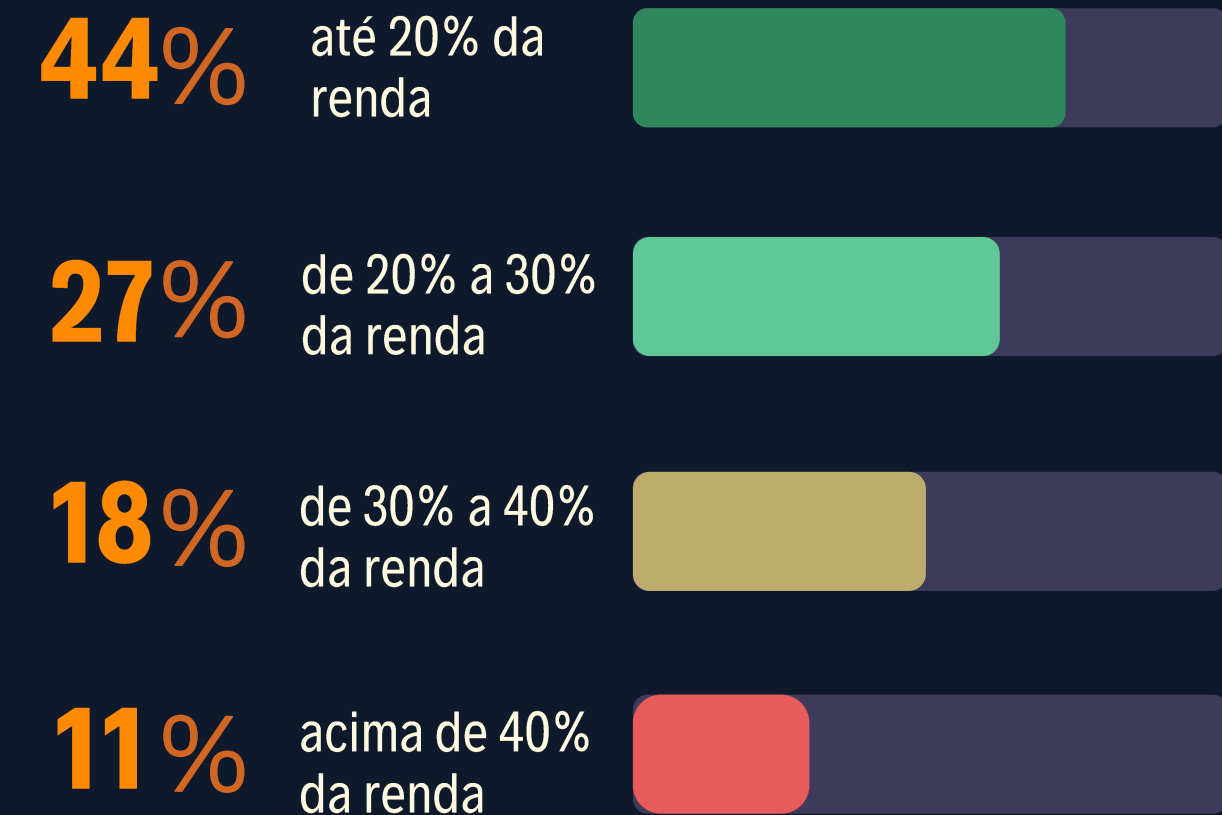 44%
até 20% da
renda
27%
de 20% a 30%
da renda
18%
de 30% a 40%
da renda
11%
acima de 40%
da renda